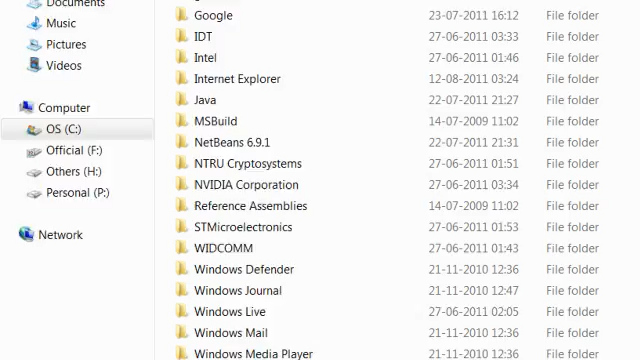 Documents
Music
Pictures
Videos
Computer
OS (C:)
Official (F:)
Others (H:)
Personal (P:)
Network
Google 23-07-2011 16:12 File folder
IDT 27-06-2011 03:33 File folder
Intel 27-06-2011 01:46 File folder
Internet Explorer 12-08-2011 03:24 File folder
Java 22-07-2011 21:27 File folder
MSBuild 14-07-2009 11:02 File folder
NetBeans 6.9.1 22-07-2011 21:31 File folder
NTRU Cryptosystems 27-06-2011 01:51 File folder
NVIDIA Corporation 27-06-2011 03:34 File folder
Reference Assemblies 14-07-2009 11:02 File folder
STMicroelectronics 27-06-2011 01:53 File folder
WIDCOMM 27-06-2011 01:43 File folder
Windows Defender 21-11-2010 12:36 File folder
Windows Journal 21-11-2010 12:47 File folder
Windows Live 27-06-2011 02:05 File folder
Windows Mail 21-11-2010 12:36 File folder
Windows Media Player 21-11-2010 12:36 File folder